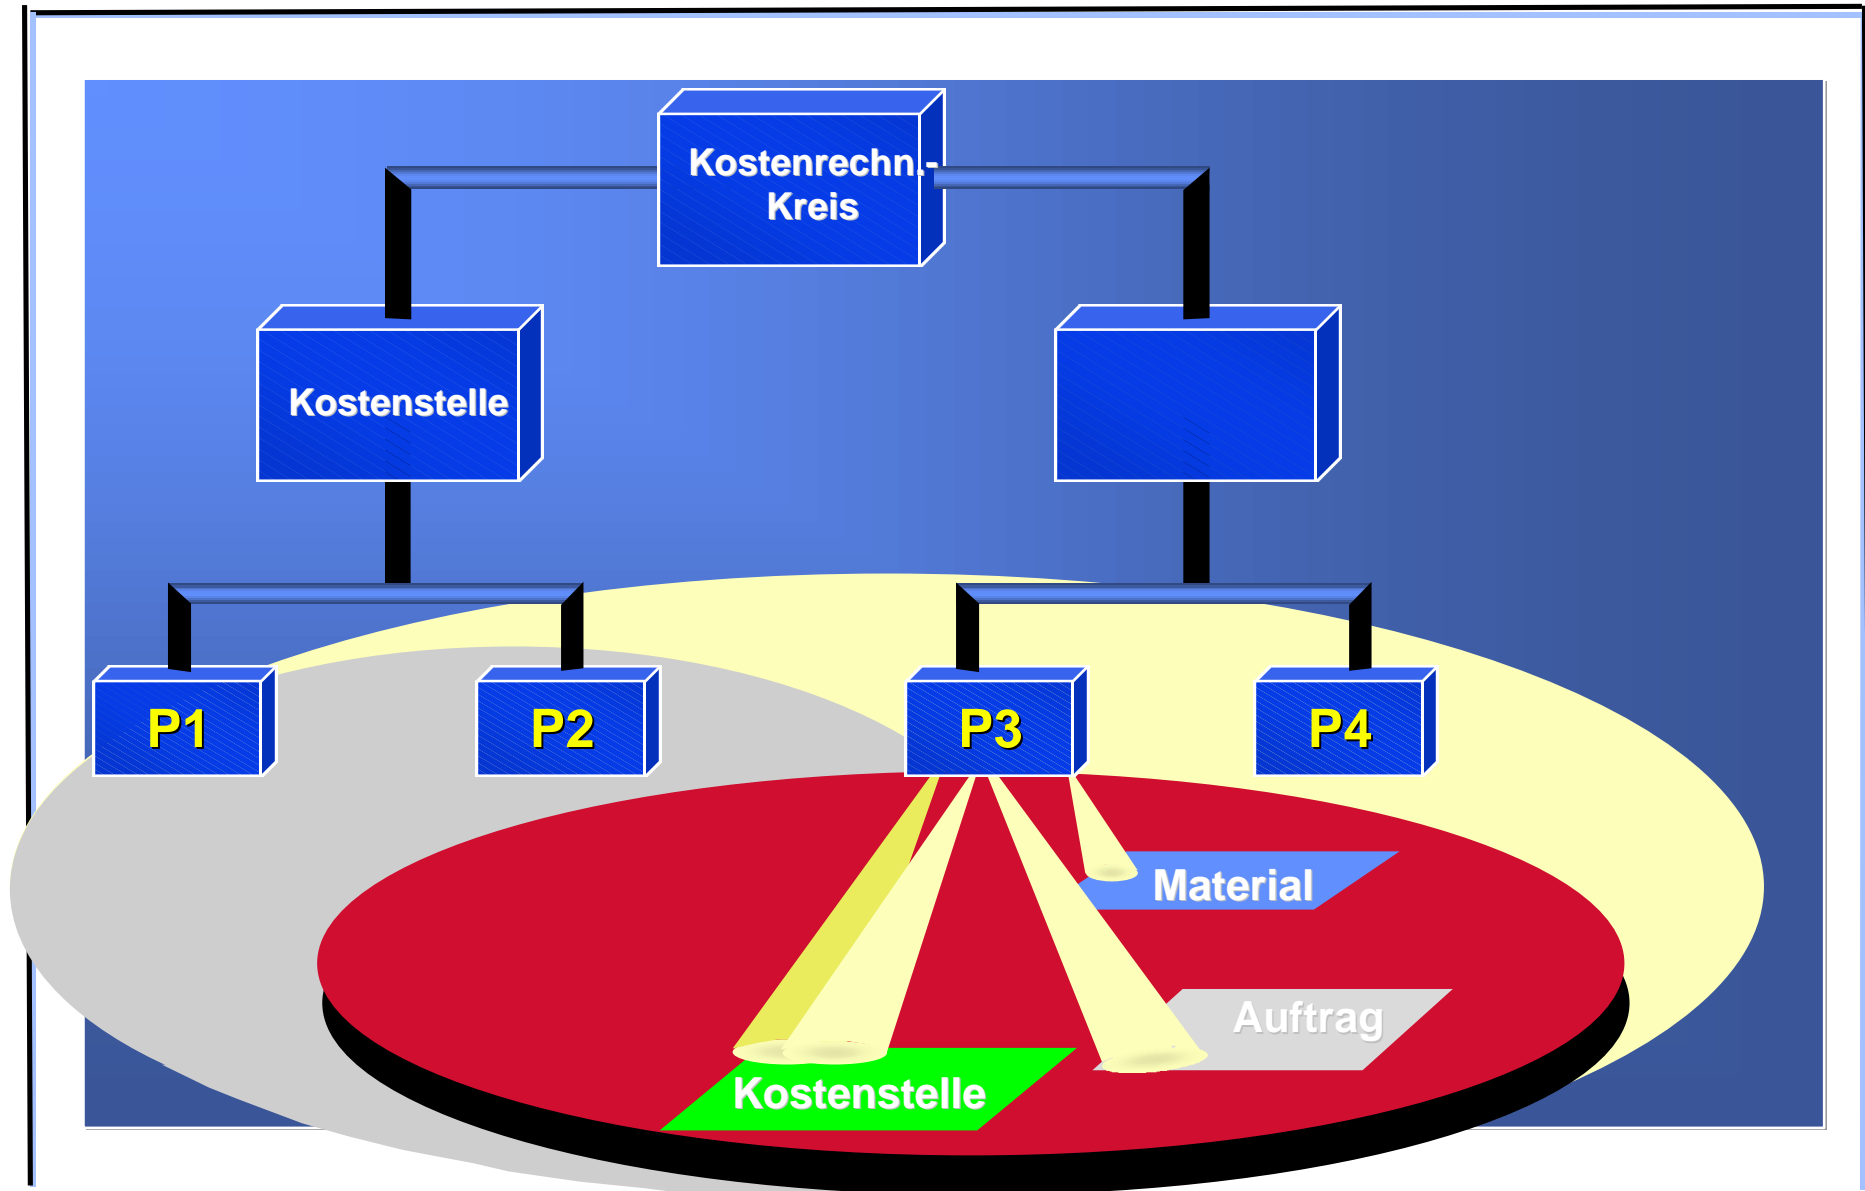 Kostenrechn.-
Kreis
Kostenstelle
P1
P2
P3
P4
Material
Auftrag
Kostenstelle